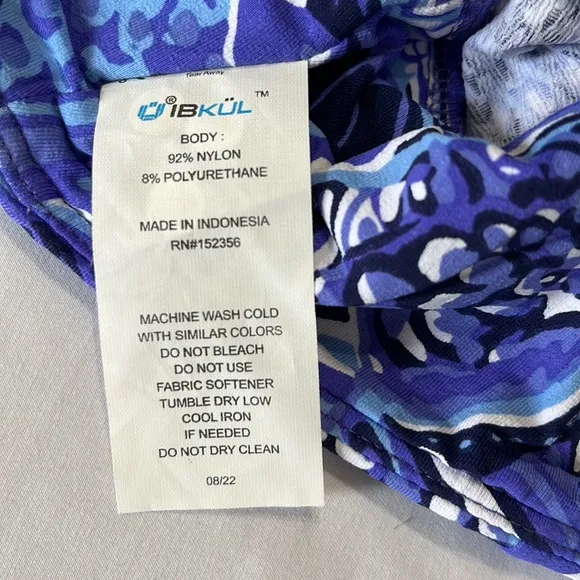 Tear Away
Ü® iBKÜL ™
BODY :
92% NYLON
8% POLYURETHANE
MADE IN INDONESIA
RN#152356
MACHINE WASH COLD
WITH SIMILAR COLORS
DO NOT BLEACH
DO NOT USE
FABRIC SOFTENER
TUMBLE DRY LOW
COOL IRON
IF NEEDED
DO NOT DRY CLEAN
08/22